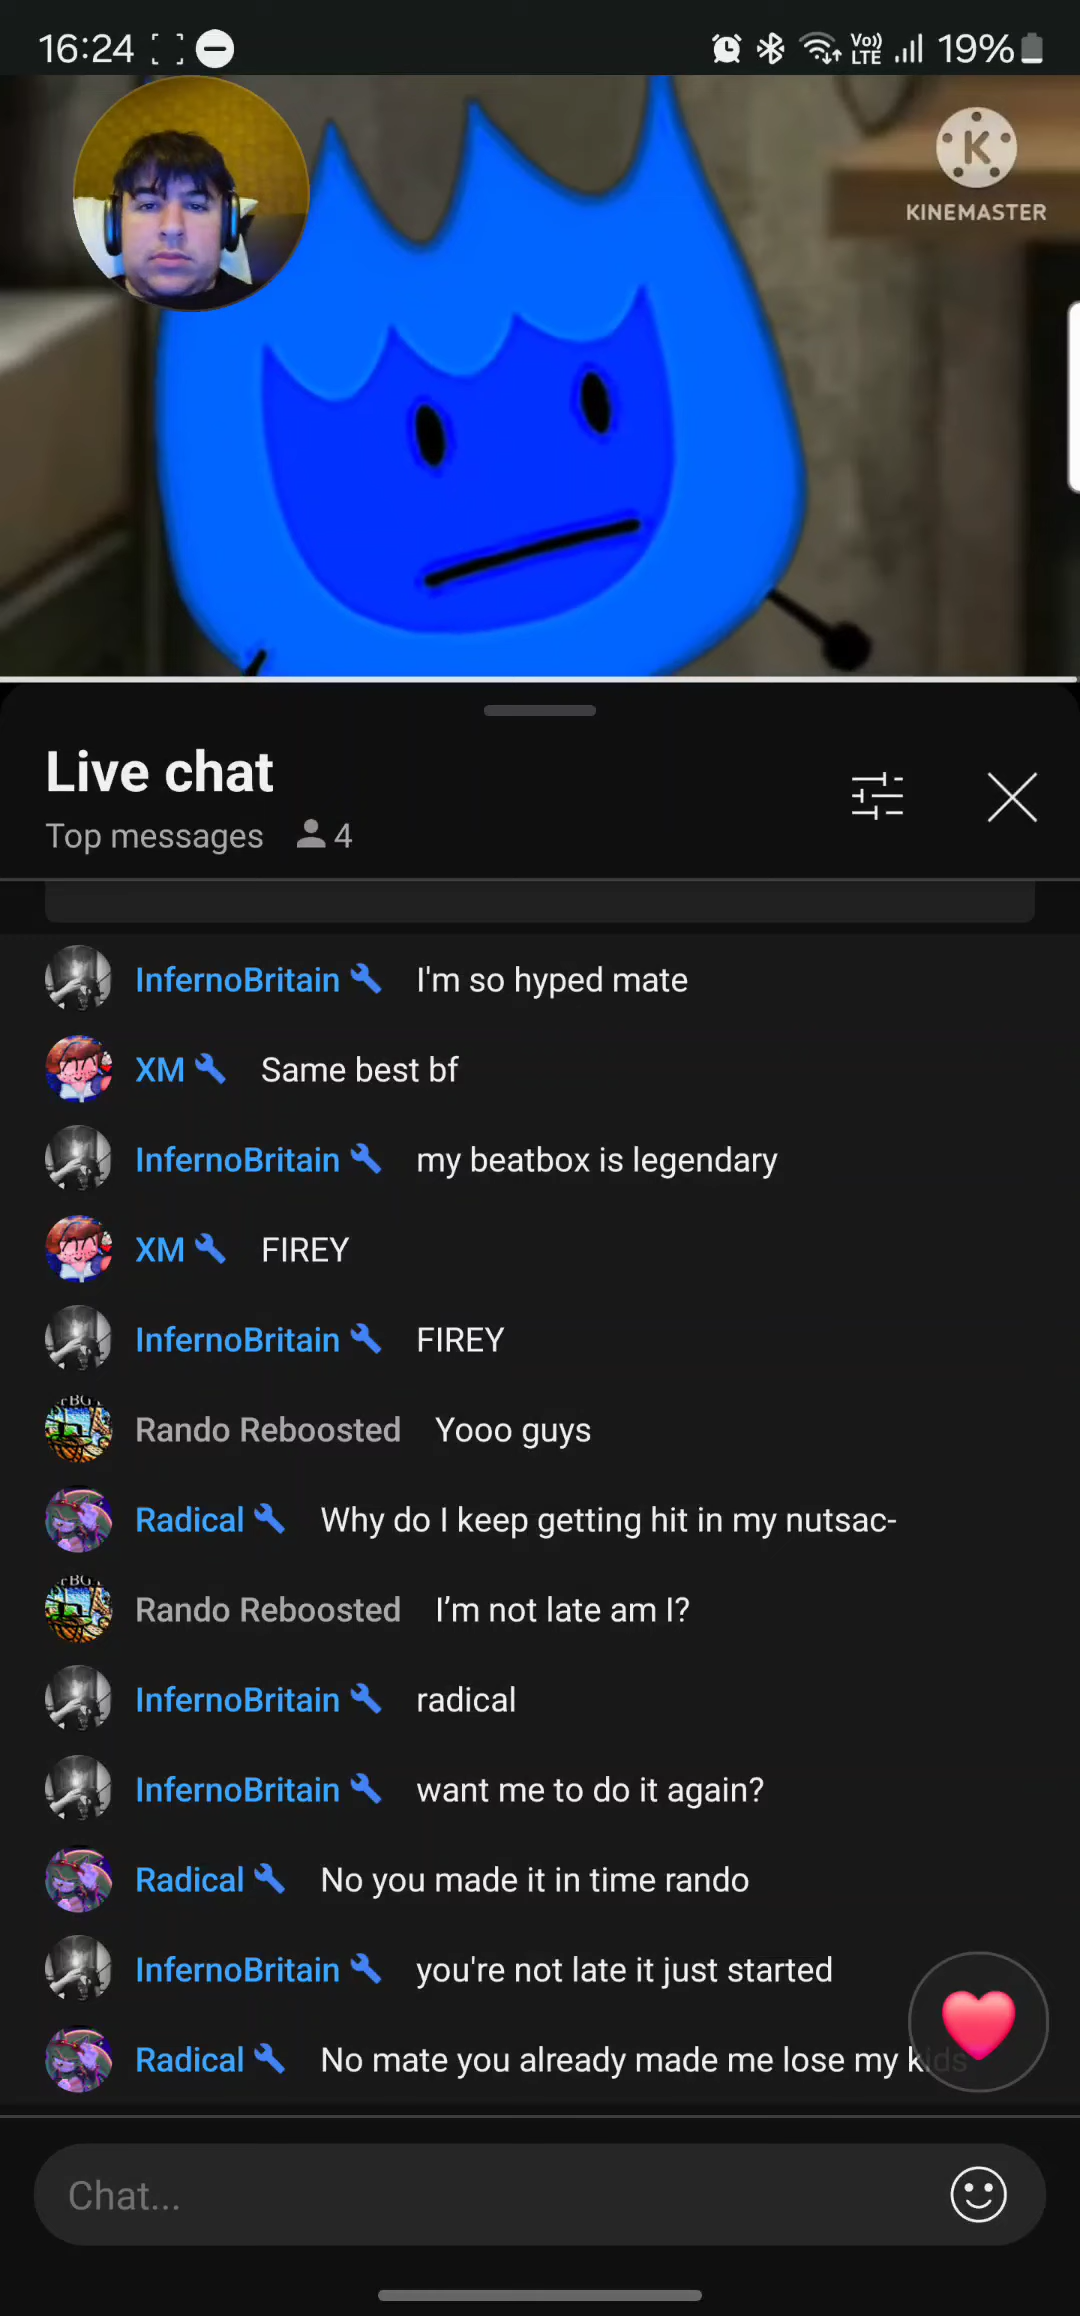 16:24
Vo))
LTE
19%
K
KINEMASTER
Live chat
Top messages 4
InfernoBritain I'm so hyped mate
XM Same best bf
InfernoBritain my beatbox is legendary
XM FIREY
InfernoBritain FIREY
Rando Reboosted Yooo guys
Radical Why do I keep getting hit in my nutsac-
Rando Reboosted I’m not late am I?
InfernoBritain radical
InfernoBritain want me to do it again?
Radical No you made it in time rando
InfernoBritain you're not late it just started
Radical No mate you already made me lose my kids
Chat...